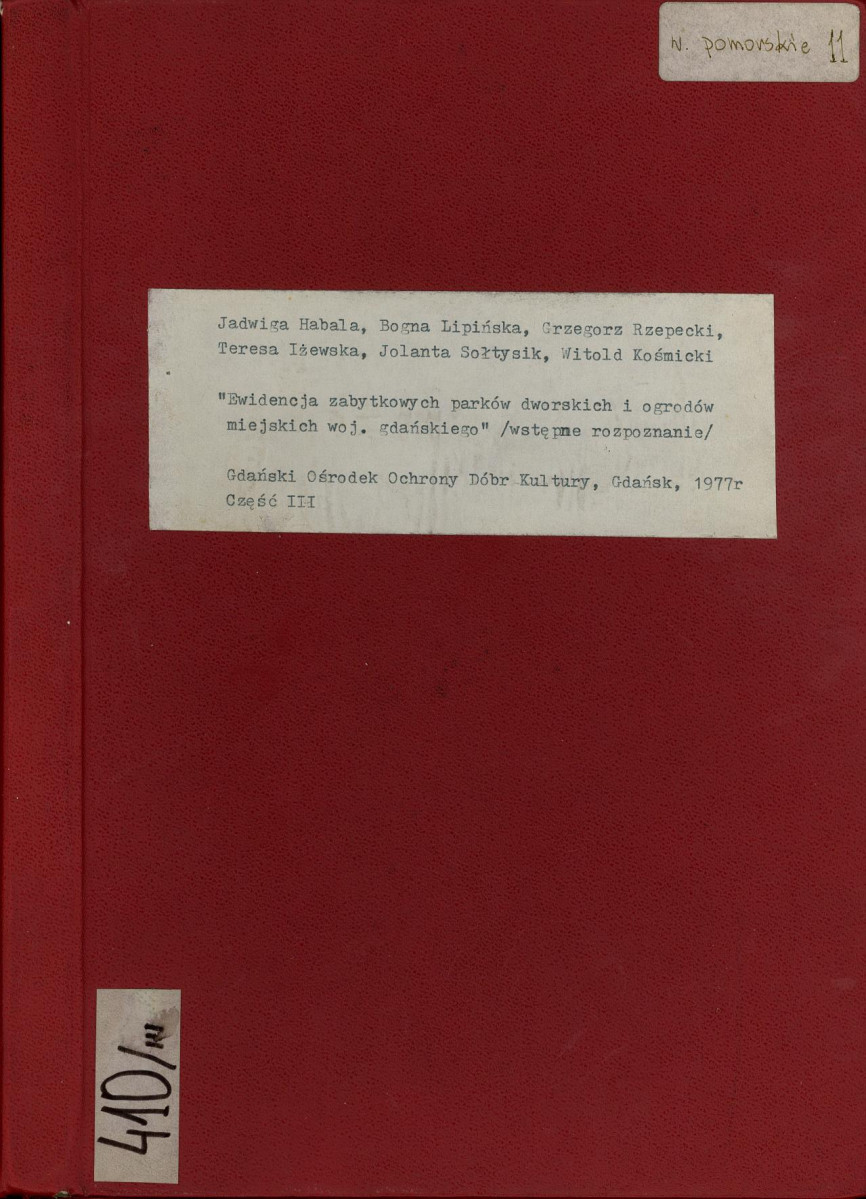 w. pomorskie 11
Jadwiga Habala, Bogna Lipińska, Grzegorz Rzepecki,
Teresa Iżewska, Jolanta Sołtysik, Witold Kośmicki
"Ewidencja zabytkowych parków dworskich i ogrodów
miejskich woj. gdańskiego" /wstępne rozpoznanie/
Gdański Ośrodek Ochrony Dóbr Kultury, Gdańsk, 1977r
Część III
410/III